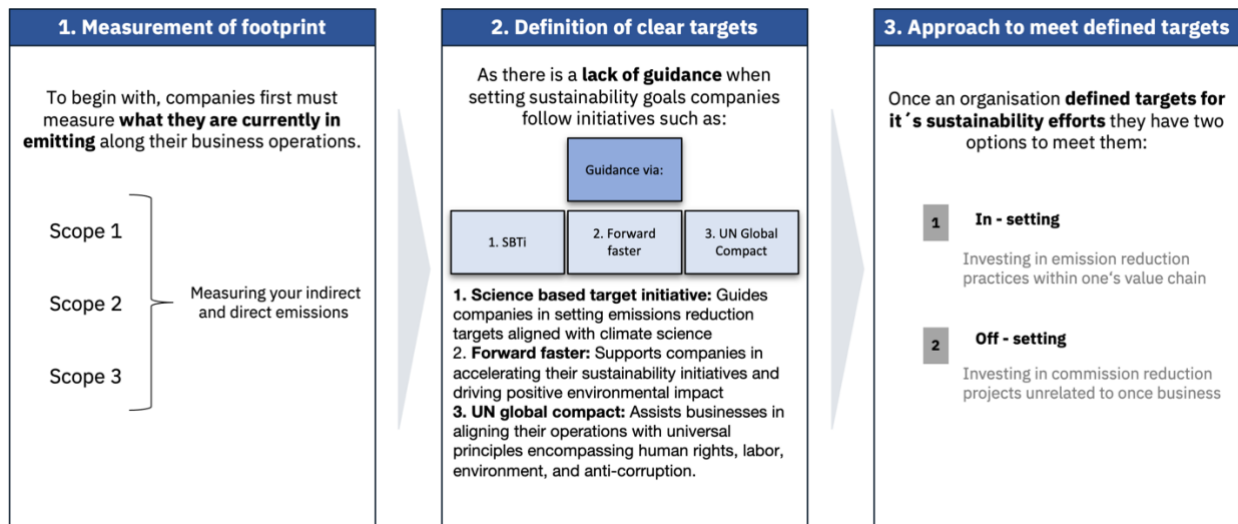 1. Measurement of footprint
To begin with, companies first must
measure what they are currently in
emitting along their business operations.
Scope 1
Scope 2
Scope 3
Measuring your indirect
and direct emissions
2. Definition of clear targets
As there is a lack of guidance when
setting sustainability goals companies
follow initiatives such as:
Guidance via:
1. SBTi
2. Forward
faster
3. UN Global
Compact
1. Science based target initiative: Guides
companies in setting emissions reduction
targets aligned with climate science
2. Forward faster: Supports companies in
accelerating their sustainability initiatives and
driving positive environmental impact
3. UN global compact: Assists businesses in
aligning their operations with universal
principles encompassing human rights, labor,
environment, and anti-corruption.
3. Approach to meet defined targets
Once an organisation defined targets for
it´s sustainability efforts they have two
options to meet them:
1
In - setting
Investing in emission reduction
practices within one‘s value chain
2
Off - setting
Investing in commission reduction
projects unrelated to once business